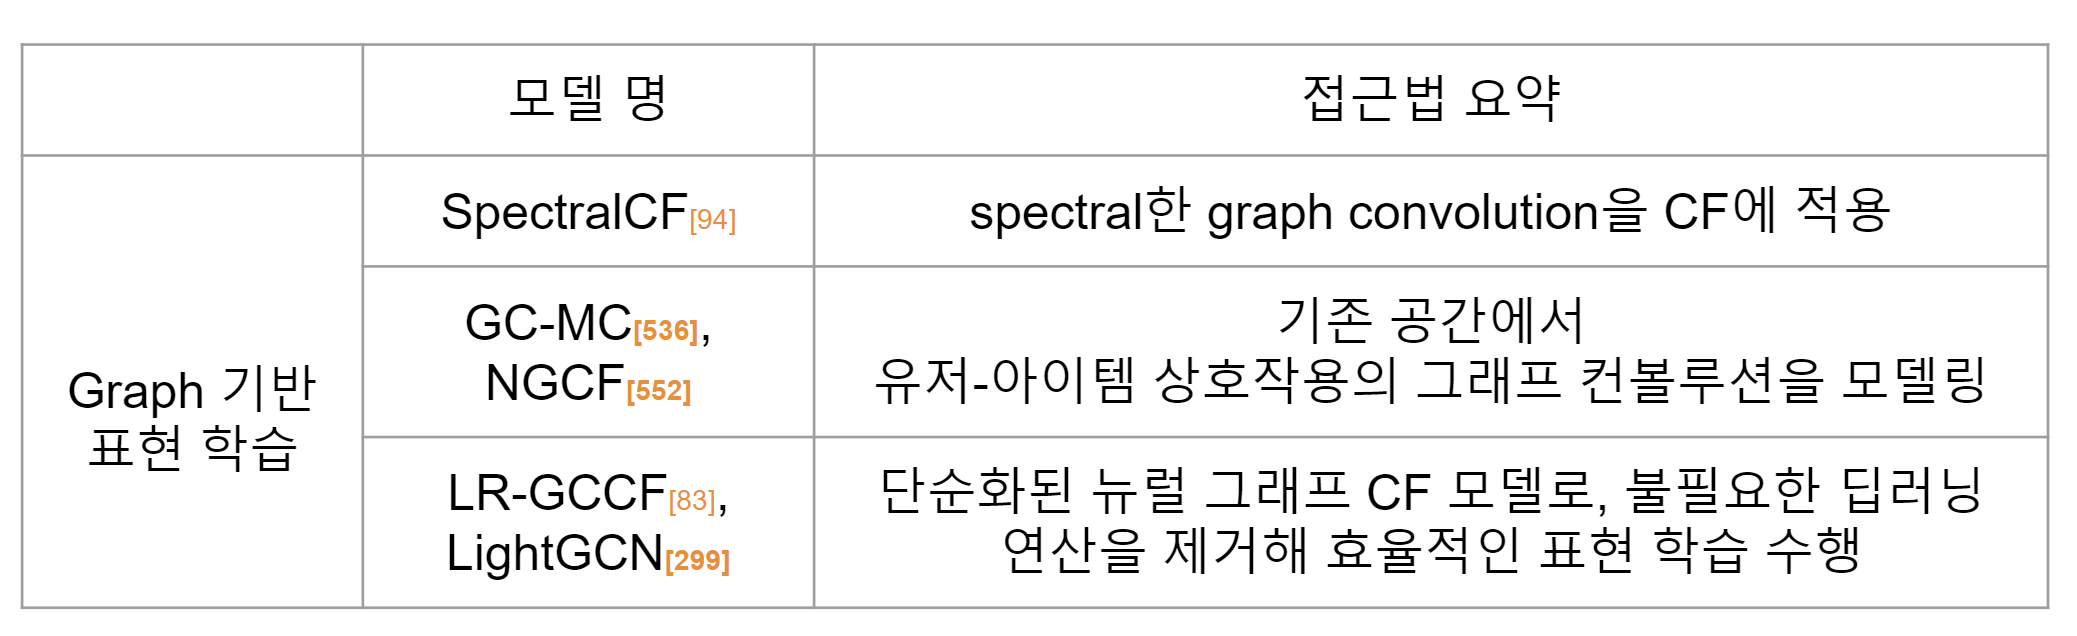 모델 명
접근법 요약
Graph 기반
표현 학습
SpectralCF[94]
spectral한 graph convolution을 CF에 적용
GC-MC[536],
NGCF[552]
기존 공간에서
유저-아이템 상호작용의 그래프 컨볼루션을 모델링
LR-GCCF[83],
LightGCN[299]
단순화된 뉴럴 그래프 CF 모델로, 불필요한 딥러닝
연산을 제거해 효율적인 표현 학습 수행